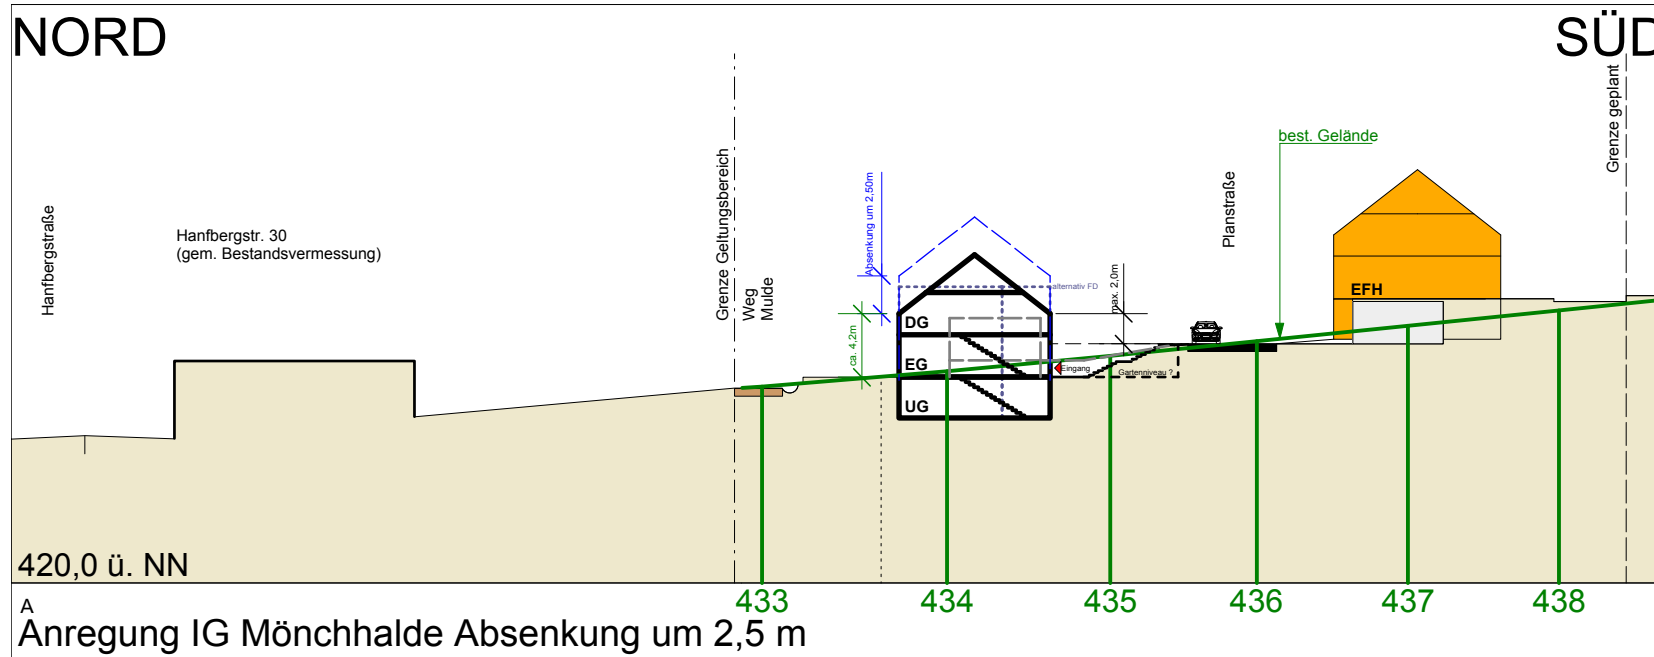 NORD
SÜD
Hanfbergstraße
Hanfbergstr. 30
(gem. Bestandsvermessung)
Grenze Geltungsbereich
Weg
Mulde
Absenkung um 2,50m
ca. 4,2m
alternativ FD
max. 2,0m
DG
EG
UG
Eingang
Gartenniveau ?
Planstraße
best. Gelände
EFH
Grenze geplant
420,0 ü. NN
433
434
435
436
437
438
A
Anregung IG Mönchhalde Absenkung um 2,5 m